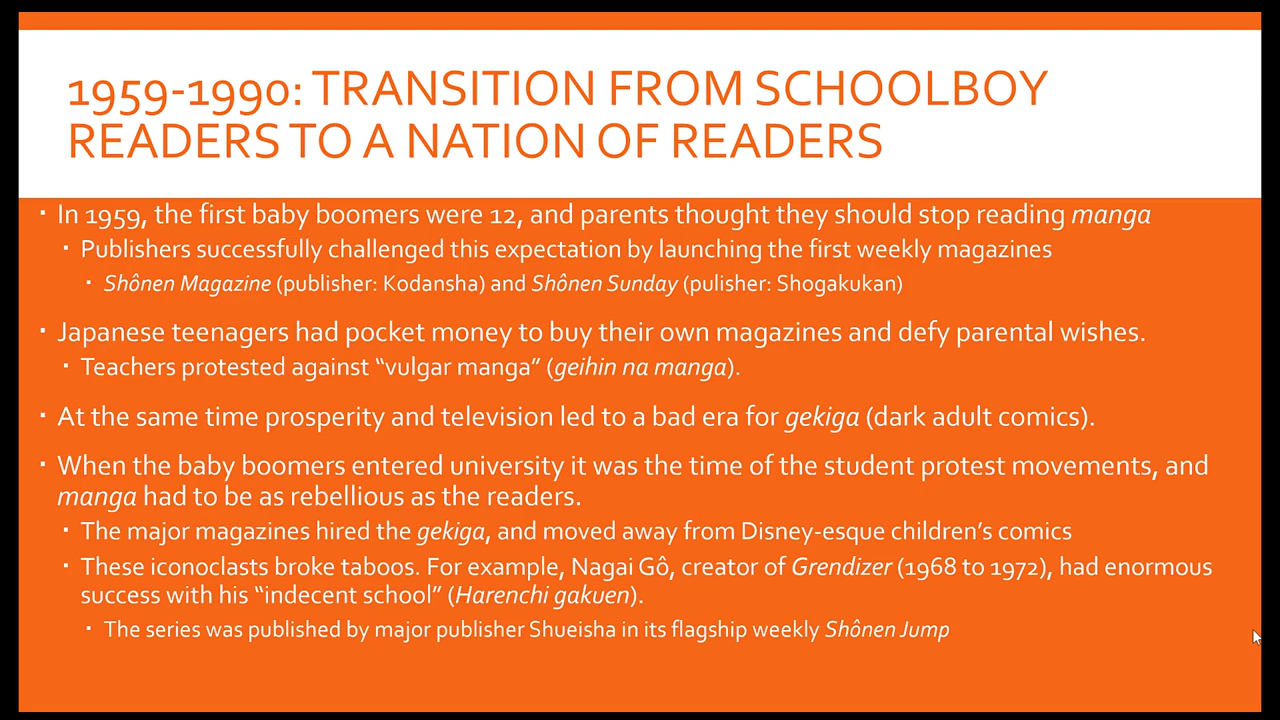 1959-1990: TRANSITION FROM SCHOOLBOY
READERS TO A NATION OF READERS
▪ In 1959, the first baby boomers were 12, and parents thought they should stop reading manga
▪ Publishers successfully challenged this expectation by launching the first weekly magazines
▪ Shônen Magazine (publisher: Kodansha) and Shônen Sunday (pulisher: Shogakukan)
▪ Japanese teenagers had pocket money to buy their own magazines and defy parental wishes.
▪ Teachers protested against “vulgar manga” (geihin na manga).
▪ At the same time prosperity and television led to a bad era for gekiga (dark adult comics).
▪ When the baby boomers entered university it was the time of the student protest movements, and
manga had to be as rebellious as the readers.
▪ The major magazines hired the gekiga, and moved away from Disney-esque children’s comics
▪ These iconoclasts broke taboos. For example, Nagai Gô, creator of Grendizer (1968 to 1972), had enormous
success with his “indecent school” (Harenchi gakuen).
▪ The series was published by major publisher Shueisha in its flagship weekly Shônen Jump